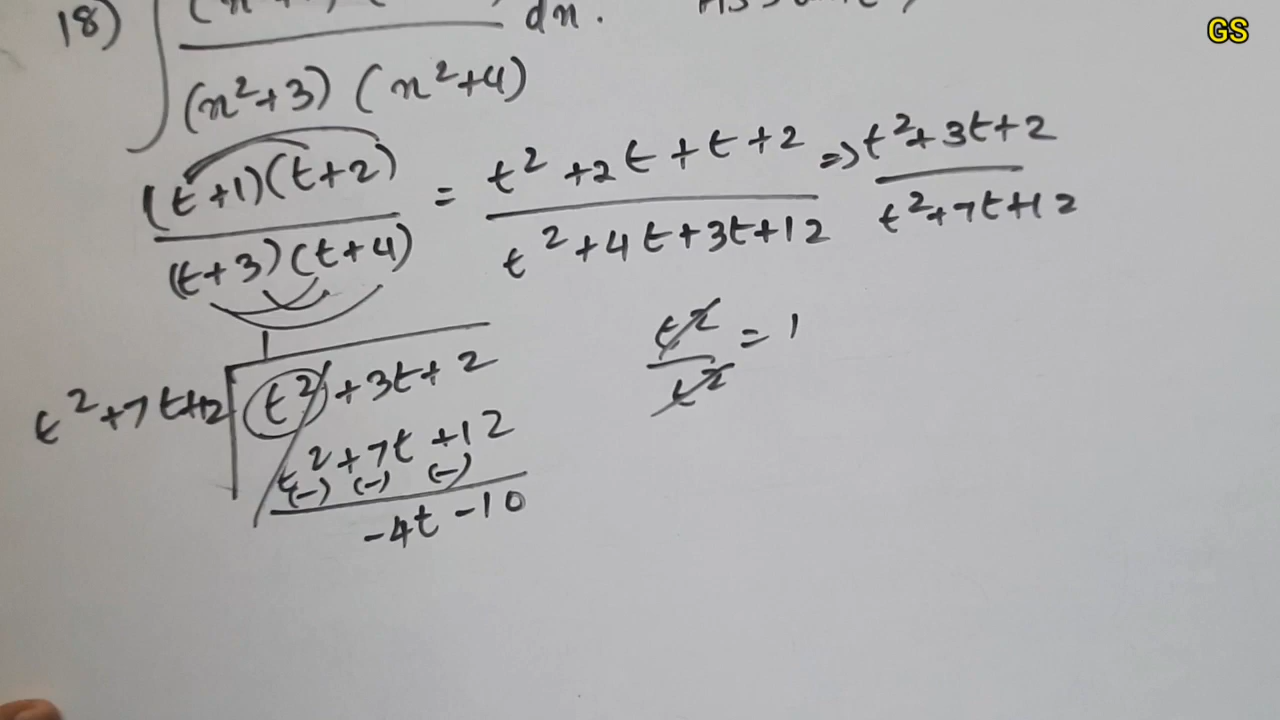 18) ∫ dx.
GS
(x²+3) (x²+4)
(t+1)(t+2) / (t+3)(t+4) = t²+2t+t+2 / t²+4t+3t+12 => t²+3t+2 / t²+7t+12
1
t²+7t+12 t²+3t+2
t²/t² = 1
t²+7t+12
(-) (-) (-)
-4t-10